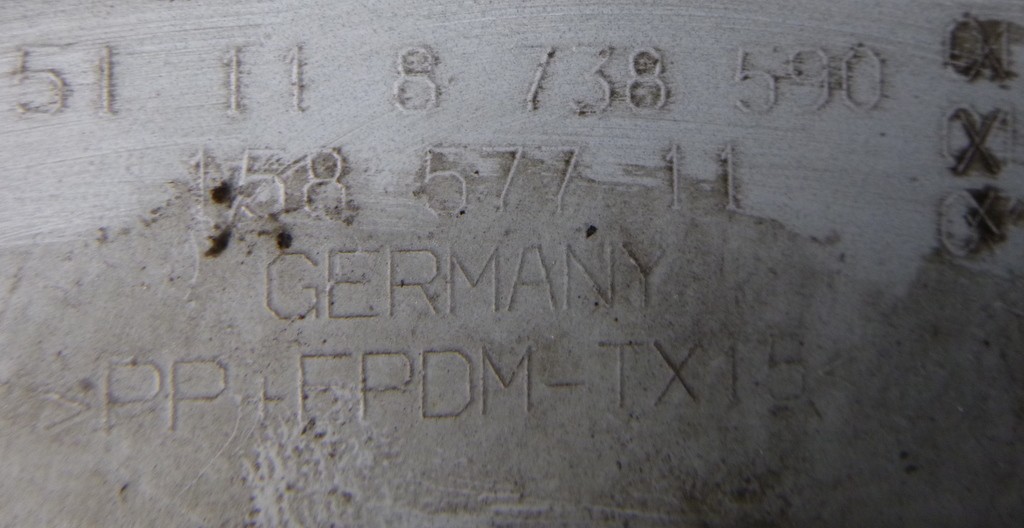 51 11 8 738 590
158 577 11
GERMANY
>PP+EPDM-TX15<